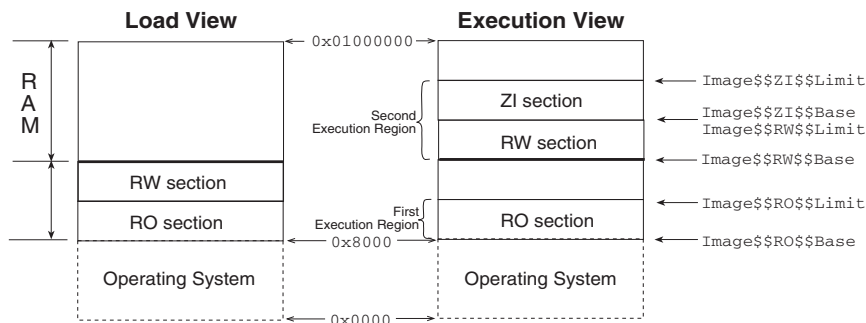 Load View
Execution View
0x01000000
RAM
Image$$ZI$$Limit
ZI section
Second
Execution Region
Image$$ZI$$Base
Image$$RW$$Limit
RW section
Image$$RW$$Base
RW section
Image$$RO$$Limit
First
Execution Region
RO section
RO section
0x8000
Image$$RO$$Base
Operating System
Operating System
0x0000